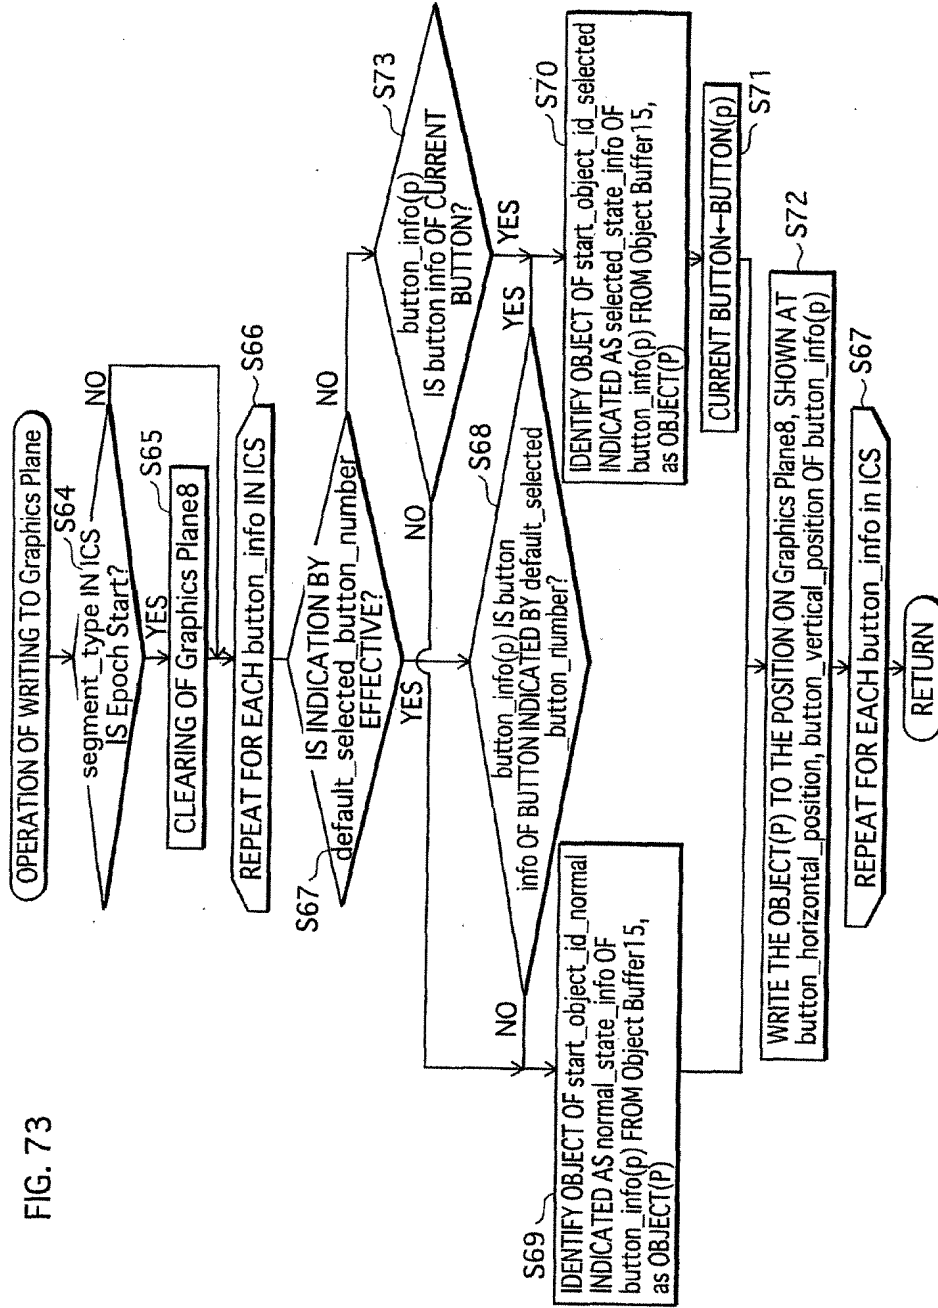 FIG. 73
OPERATION OF WRITING TO Graphics Plane
S64
segment_type IN ICS
IS Epoch Start?
NO
YES
S65
CLEARING OF Graphics Plane8
S66
REPEAT FOR EACH button_info IN ICS
S67
IS INDICATION BY
default_selected_button_number
EFFECTIVE?
NO
YES
S73
button_info(p)
IS button info OF CURRENT
BUTTON?
NO
YES
S68
button_info(p) IS button
info OF BUTTON INDICATED BY default_selected
_button_number?
NO
YES
S69
IDENTIFY OBJECT OF start_object_id_normal
INDICATED AS normal_state_info OF
button_info(p) FROM Object Buffer15,
as OBJECT(P)
S70
IDENTIFY OBJECT OF start_object_id_selected
INDICATED AS selected_state_info OF
button_info(p) FROM Object Buffer15,
as OBJECT(P)
S71
CURRENT BUTTON←BUTTON(p)
S72
WRITE THE OBJECT(P) TO THE POSITION ON Graphics Plane8, SHOWN AT
button_horizontal_position, button_vertical_position OF button_info(p)
S67
REPEAT FOR EACH button_info in ICS
RETURN